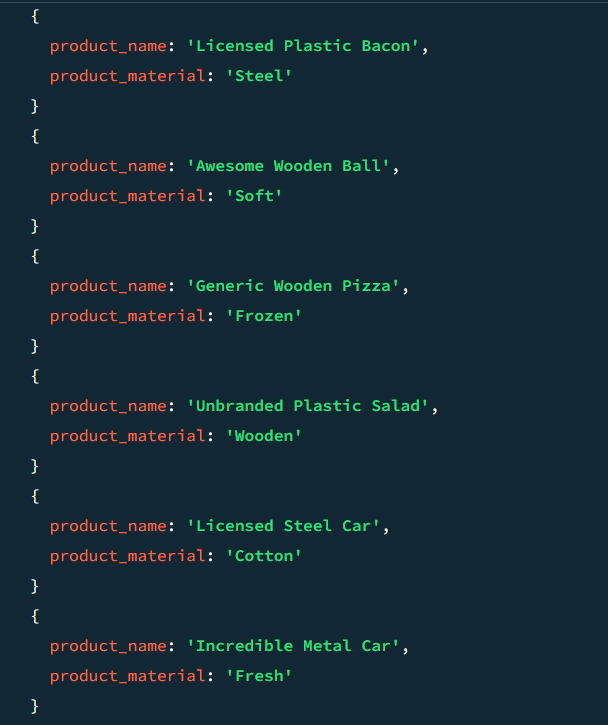 {
product_name: 'Licensed Plastic Bacon',
product_material: 'Steel'
}
{
product_name: 'Awesome Wooden Ball',
product_material: 'Soft'
}
{
product_name: 'Generic Wooden Pizza',
product_material: 'Frozen'
}
{
product_name: 'Unbranded Plastic Salad',
product_material: 'Wooden'
}
{
product_name: 'Licensed Steel Car',
product_material: 'Cotton'
}
{
product_name: 'Incredible Metal Car',
product_material: 'Fresh'
}